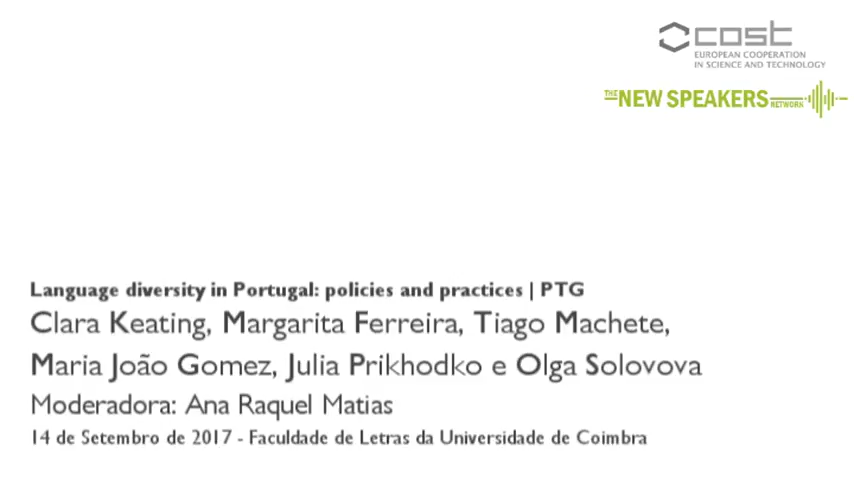 cost
EUROPEAN COOPERATION
IN SCIENCE AND TECHNOLOGY
THE NEW SPEAKERS NETWORK
Language diversity in Portugal: policies and practices | PTG
Clara Keating, Margarita Ferreira, Tiago Machete,
Maria João Gomez, Julia Prikhodko e Olga Solovova
Moderadora: Ana Raquel Matias
14 de Setembro de 2017 - Faculdade de Letras da Universidade de Coimbra